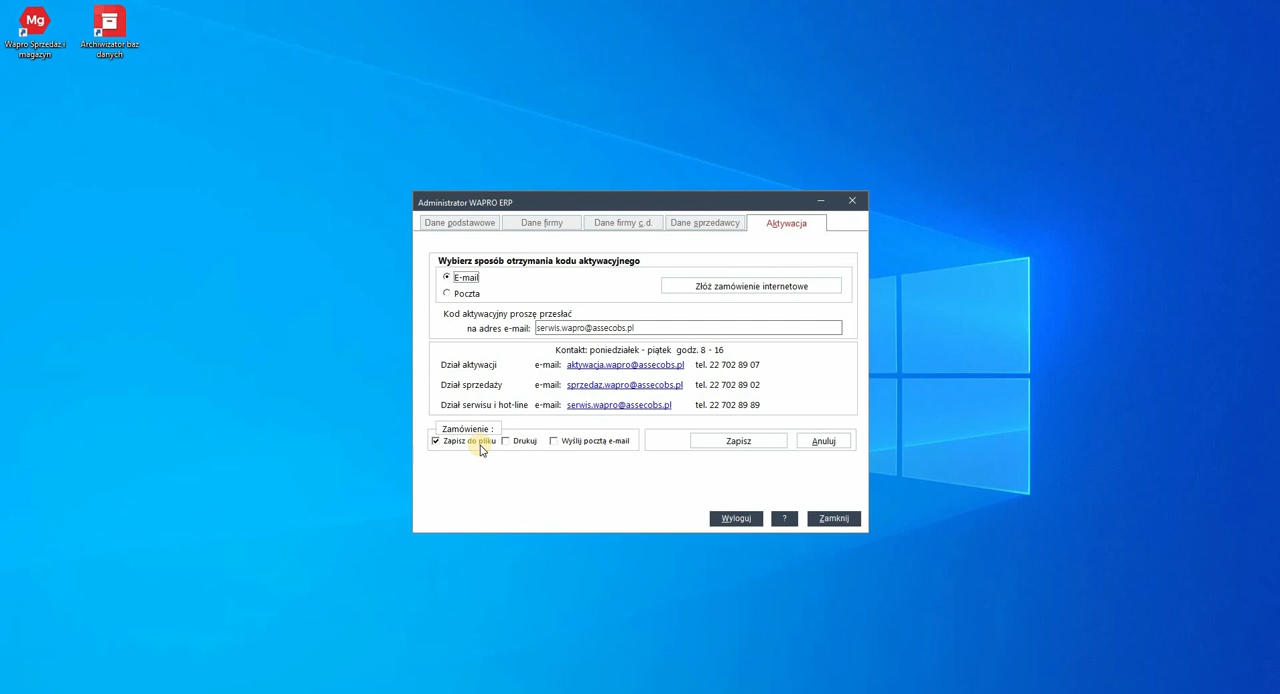 Mg
Wapro Sprzedaż i
magazyn
Archiwizator baz
danych
Administrator WAPRO ERP
Dane podstawowe
Dane firmy
Dane firmy c.d.
Dane sprzedawcy
Aktywacja
Wybierz sposób otrzymania kodu aktywacyjnego
E-mail
Poczta
Złóż zamówienie internetowe
Kod aktywacyjny proszę przesłać
na adres e-mail: serwis.wapro@assecobs.pl
Kontakt: poniedziałek - piątek godz. 8 - 16
Dział aktywacji e-mail: aktywacja.wapro@assecobs.pl tel. 22 702 89 07
Dział sprzedaży e-mail: sprzedaz.wapro@assecobs.pl tel. 22 702 89 02
Dział serwisu i hot-line e-mail: serwis.wapro@assecobs.pl tel. 22 702 89 89
Zamówienie :
Zapisz do pliku Drukuj Wyślij pocztą e-mail Zapisz Anuluj
Wyloguj ? Zamknij